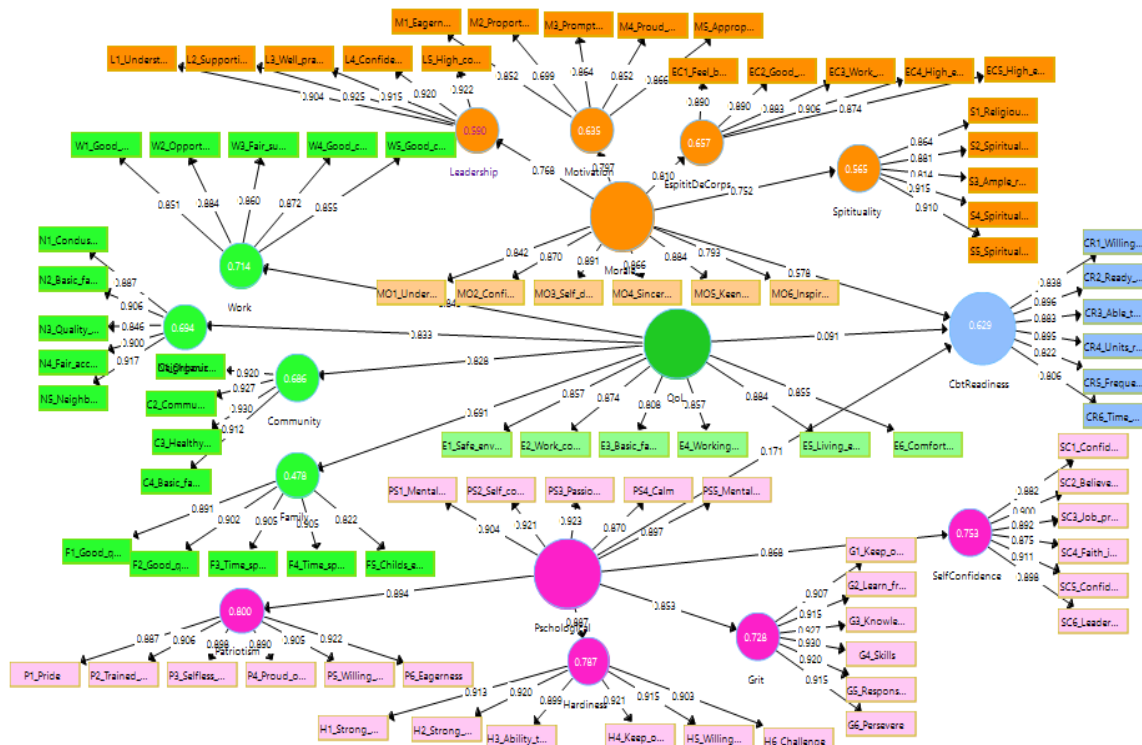 M1_Eagern...
M2_Proport...
M3_Prompt...
M4_Proud_...
M5_Approp...
L1_Underst...
L2_Supporti...
L3_Well_pra...
L4_Confide...
L5_High_co...
EC1_Feel_b...
EC2_Good_...
EC3_Work_...
EC4_High_e...
EC5_High_e...
0.852
0.699
0.864
0.852
0.866
0.904
0.925
0.915
0.920
0.922
0.890
0.890
0.883
0.906
0.874
S1_Religiou...
S2_Spiritual...
S3_Ample_r...
S4_Spiritual...
S5_Spiritual...
0.864
0.881
0.814
0.915
0.910
0.590
Leadership
0.635
Motivation
0.657
EspititDeCorps
0.565
Spitituality
0.768
0.797
0.810
0.752
W1_Good_...
W2_Opport...
W3_Fair_su...
W4_Good_c...
W5_Good_c...
0.851
0.884
0.860
0.872
0.855
0.714
Work
Morals
0.842
0.870
0.891
0.866
0.884
0.793
0.578
MO1_Under...
MO2_Confi...
MO3_Self_d...
MO4_Sincer...
MO5_Keen...
MO6_Inspir...
CR1_Willing...
CR2_Ready_...
CR3_Able_t...
CR4_Units_r...
CR5_Freque...
CR6_Time_...
0.838
0.896
0.883
0.895
0.822
0.806
0.629
CbtReadiness
N1_Condus...
N2_Basic_fa...
N3_Quality_...
N4_Fair_acc...
N5_Neighb...
0.887
0.906
0.846
0.900
0.917
0.694
0.833
0.091
0.828
0.691
QoL
C2_Commu...
C3_Healthy...
C4_Basic_fa...
0.920
0.927
0.930
0.912
0.686
Community
0.857
0.874
0.808
0.857
0.884
0.855
E1_Safe_env...
E2_Work_co...
E3_Basic_fa...
E4_Working...
E5_Living_e...
E6_Comfort...
0.171
0.478
Family
0.891
0.902
0.905
0.905
0.822
F1_Good_q...
F2_Good_q...
F3_Time_sp...
F4_Time_sp...
F5_Childs_e...
PS1_Mental...
PS2_Self_co...
PS3_Passio...
PS4_Calm
PS5_Mental...
0.904
0.921
0.923
0.870
0.897
Pschological
SC1_Confid...
SC2_Believe...
SC3_Job_pr...
SC4_Faith_i...
SC5_Confid...
SC6_Leader...
0.882
0.900
0.892
0.875
0.911
0.898
0.753
SelfConfidence
0.868
0.894
0.853
0.887
G1_Keep_o...
G2_Learn_fr...
G3_Knowle...
G4_Skills
G5_Respons...
G6_Persevere
0.907
0.915
0.927
0.930
0.920
0.915
0.728
Grit
0.800
Patriotism
0.887
0.906
0.890
0.905
0.922
P1_Pride
P2_Trained_...
P3_Selfless_...
P4_Proud_o...
P5_Willing_...
P6_Eagerness
0.787
Hardiness
0.913
0.920
0.899
0.921
0.915
0.903
H1_Strong_...
H2_Strong_...
H3_Ability_t...
H4_Keep_o...
H5_Willing...
H6_Challenge